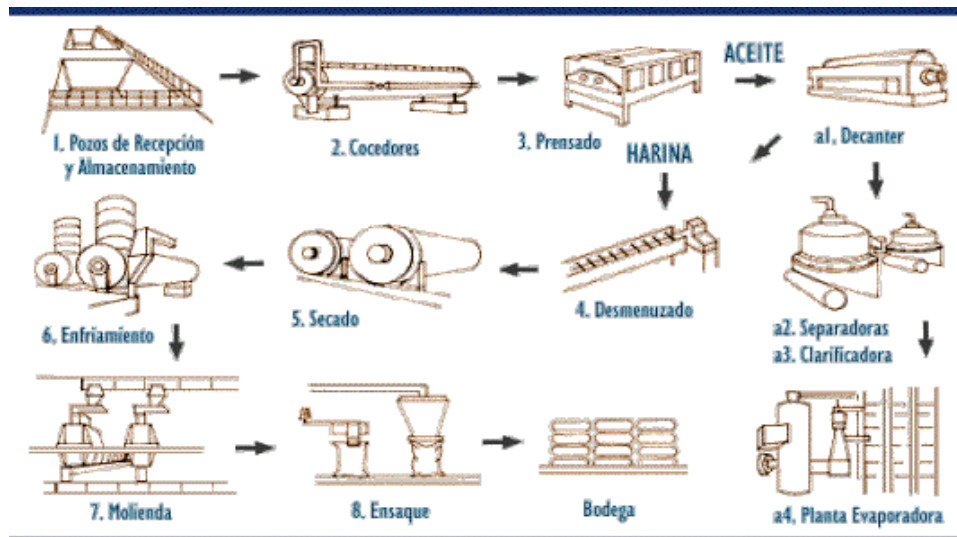 ACEITE
1. Pozos de Recepción
y Almacenamiento
2. Cocedores
3. Prensado
HARINA
a1, Decanter
6. Enfriamiento
5. Secado
4. Desmenuzado
a2. Separadoras
a3. Clarificadora
7. Molienda
8. Ensaque
Bodega
a4, Planta Evaporadora